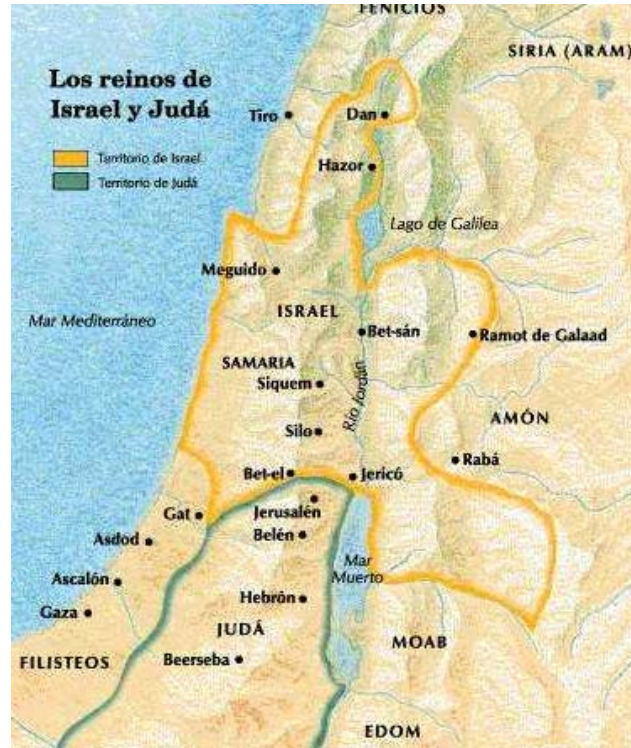 FENICIOS
SIRIA (ARAM)
Los reinos de
Israel y Judá
Territorio de Israel
Territorio de Judá
Tiro
Dan
Hazor
Lago de Galilea
Meguido
Mar Mediterráneo
ISRAEL
Bet-sán
Ramot de Galaad
SAMARIA
Siquem
Río Jordán
AMÓN
Silo
Rabá
Bet-el
Jericó
Gat
Jerusalén
Asdod
Belén
Mar
Muerto
Ascalón
Hebrón
Gaza
JUDÁ
MOAB
FILISTEOS
Beerseba
EDOM